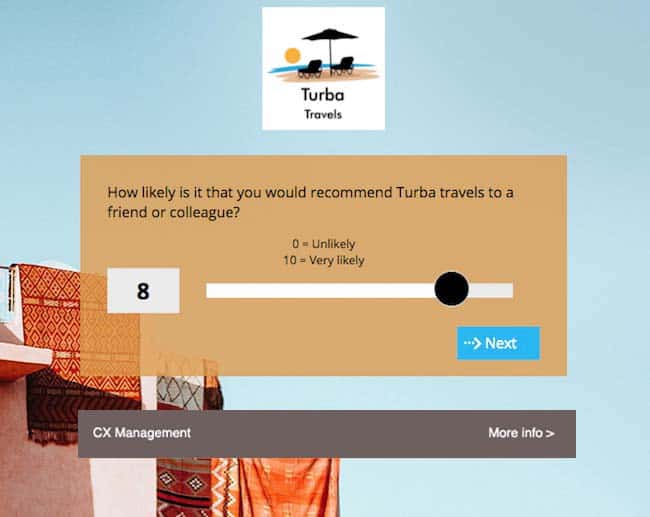 Turba
Travels
How likely is it that you would recommend Turba travels to a
friend or colleague?
0 = Unlikely
10 = Very likely
8
Next
CX Management
More info >